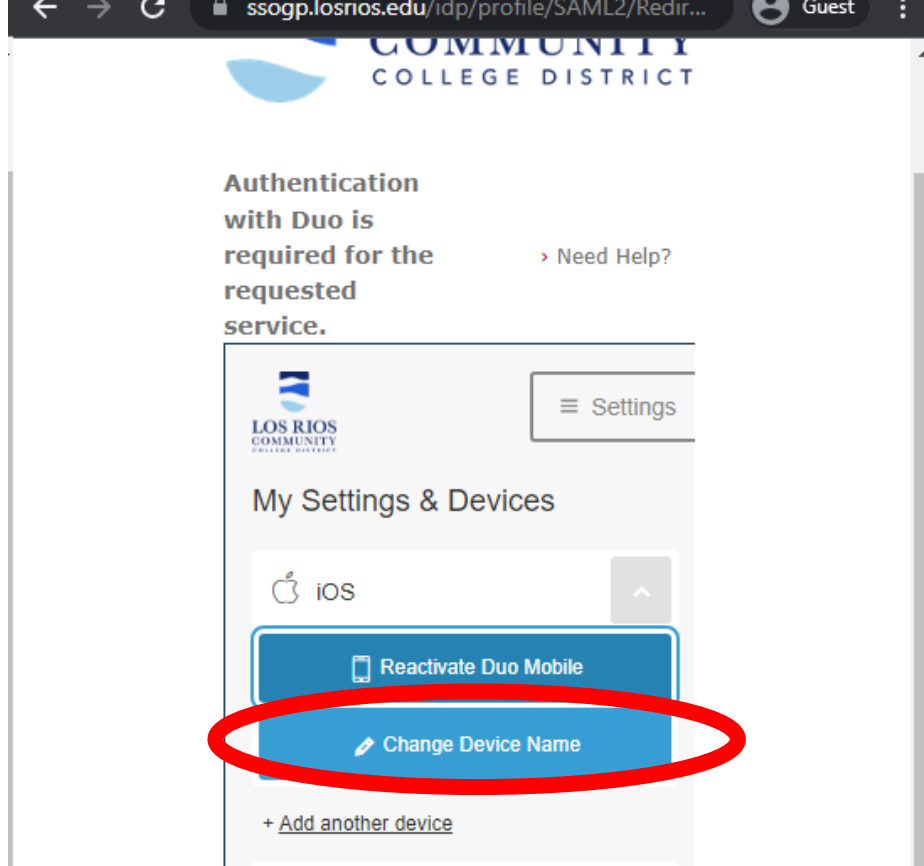 ssogp.losrios.edu/idp/profile/SAML2/Redir... Guest
COMMUNITY
COLLEGE DISTRICT
Authentication
with Duo is
required for the
requested
service.
› Need Help?
LOS RIOS
COMMUNITY
COLLEGE DISTRICT
≡ Settings
My Settings & Devices
iOS
Reactivate Duo Mobile
Change Device Name
+ Add another device